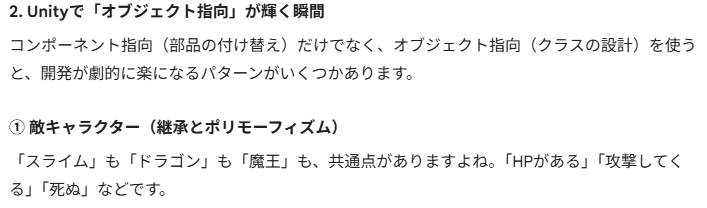 2. Unityで「オブジェクト指向」が輝く瞬間
コンポーネント指向（部品の付け替え）だけでなく、オブジェクト指向（クラスの設計）を使う
と、開発が劇的に楽になるパターンがいくつかあります。
① 敵キャラクター（継承とポリモーフィズム）
「スライム」も「ドラゴン」も「魔王」も、共通点がありますよね。「HPがある」「攻撃してく
る」「死ぬ」などです。